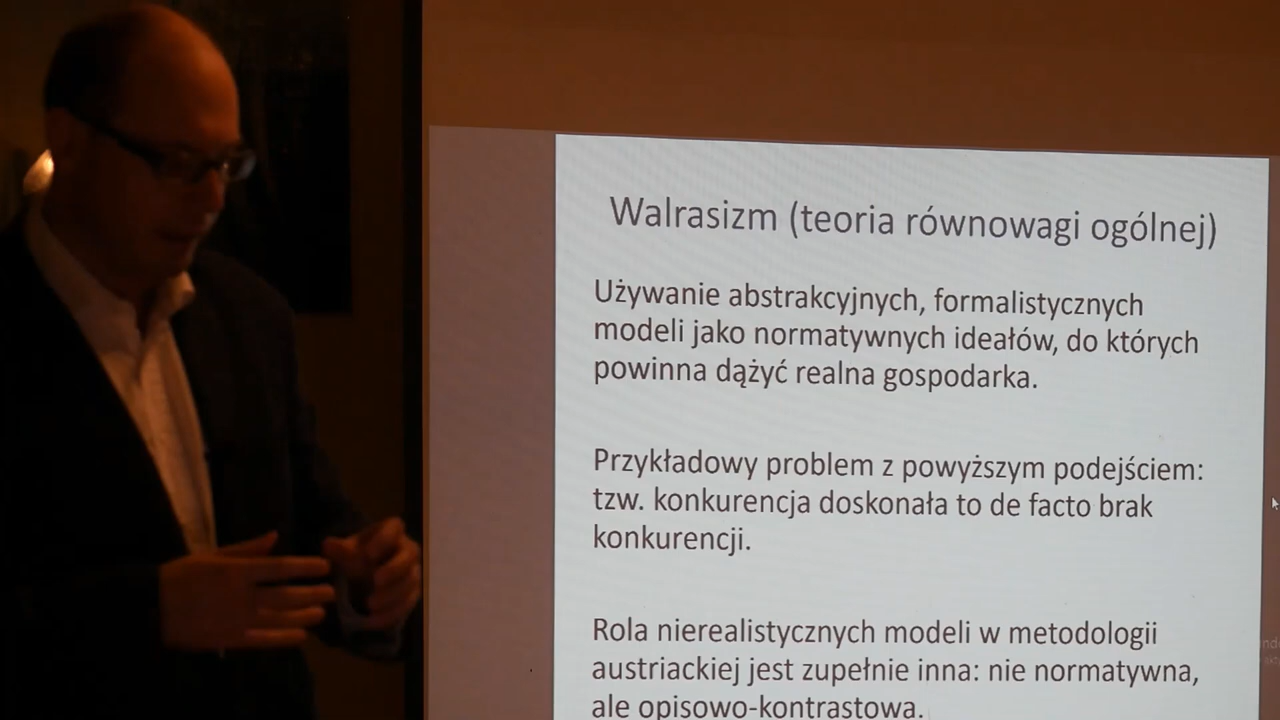 Walrasizm (teoria równowagi ogólnej)
Używanie abstrakcyjnych, formalistycznych
modeli jako normatywnych ideałów, do których
powinna dążyć realna gospodarka.
Przykładowy problem z powyższym podejściem:
tzw. konkurencja doskonała to de facto brak
konkurencji.
Rola nierealistycznych modeli w metodologii
austriackiej jest zupełnie inna: nie normatywna,
ale opisowo-kontrastowa.